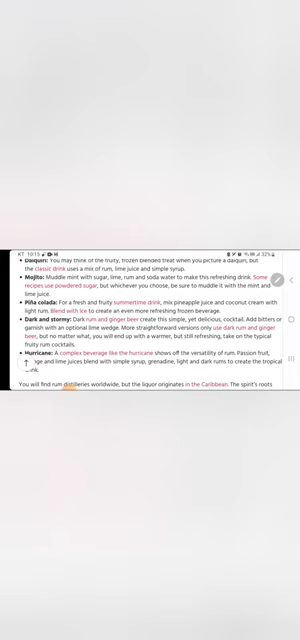 KT 10:15 32%
Daiquiri: You may think of the fruity, frozen blended treat when you picture a daiquiri, but
the classic drink uses a mix of rum, lime juice and simple syrup.
• Mojito: Muddle mint with sugar, lime, rum and soda water to make this refreshing drink. Some
recipes use powdered sugar, but whichever you choose, be sure to muddle it with the mint and
lime juice.
• Piña colada: For a fresh and fruity summertime drink, mix pineapple juice and coconut cream with
light rum. Blend with ice to create an even more refreshing frozen beverage.
• Dark and stormy: Dark rum and ginger beer create this simple, yet delicious, cocktail. Add bitters or
garnish with an optional lime wedge. More straightforward versions only use dark rum and ginger
beer, but no matter what, you will end up with a warmer, but still refreshing, take on the typical
fruity rum cocktails.
• Hurricane: A complex beverage like the hurricane shows off the versatility of rum. Passion fruit,
and lime juices blend with simple syrup, grenadine, light and dark rums to create the tropical
You will find rum distilleries worldwide, but the liquor originates in the Caribbean. The spirit's roots